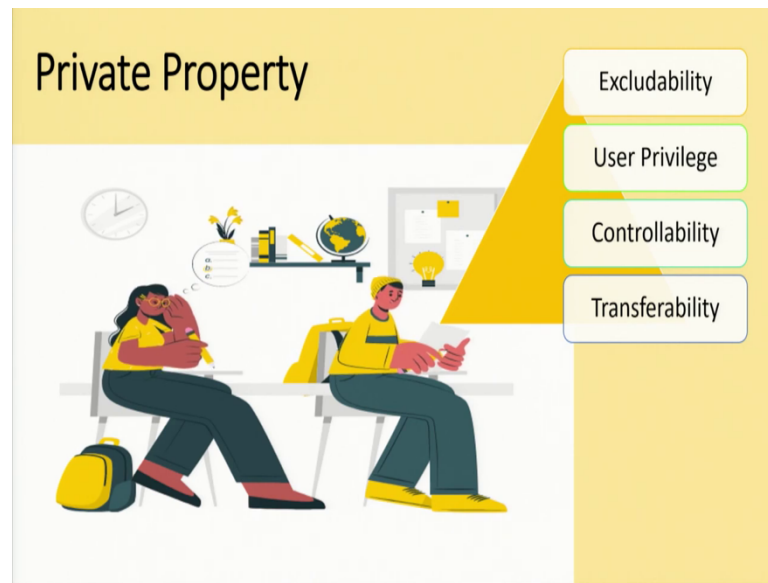 Private Property
Excludability
User Privilege
Controllability
Transferability
a.
b.
c.